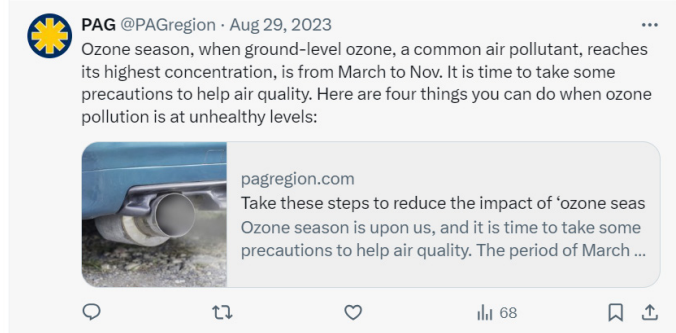 PAG @PAGregion · Aug 29, 2023
Ozone season, when ground-level ozone, a common air pollutant, reaches
its highest concentration, is from March to Nov. It is time to take some
precautions to help air quality. Here are four things you can do when ozone
pollution is at unhealthy levels:
pagregion.com
Take these steps to reduce the impact of ‘ozone seas
Ozone season is upon us, and it is time to take some
precautions to help air quality. The period of March ...
68